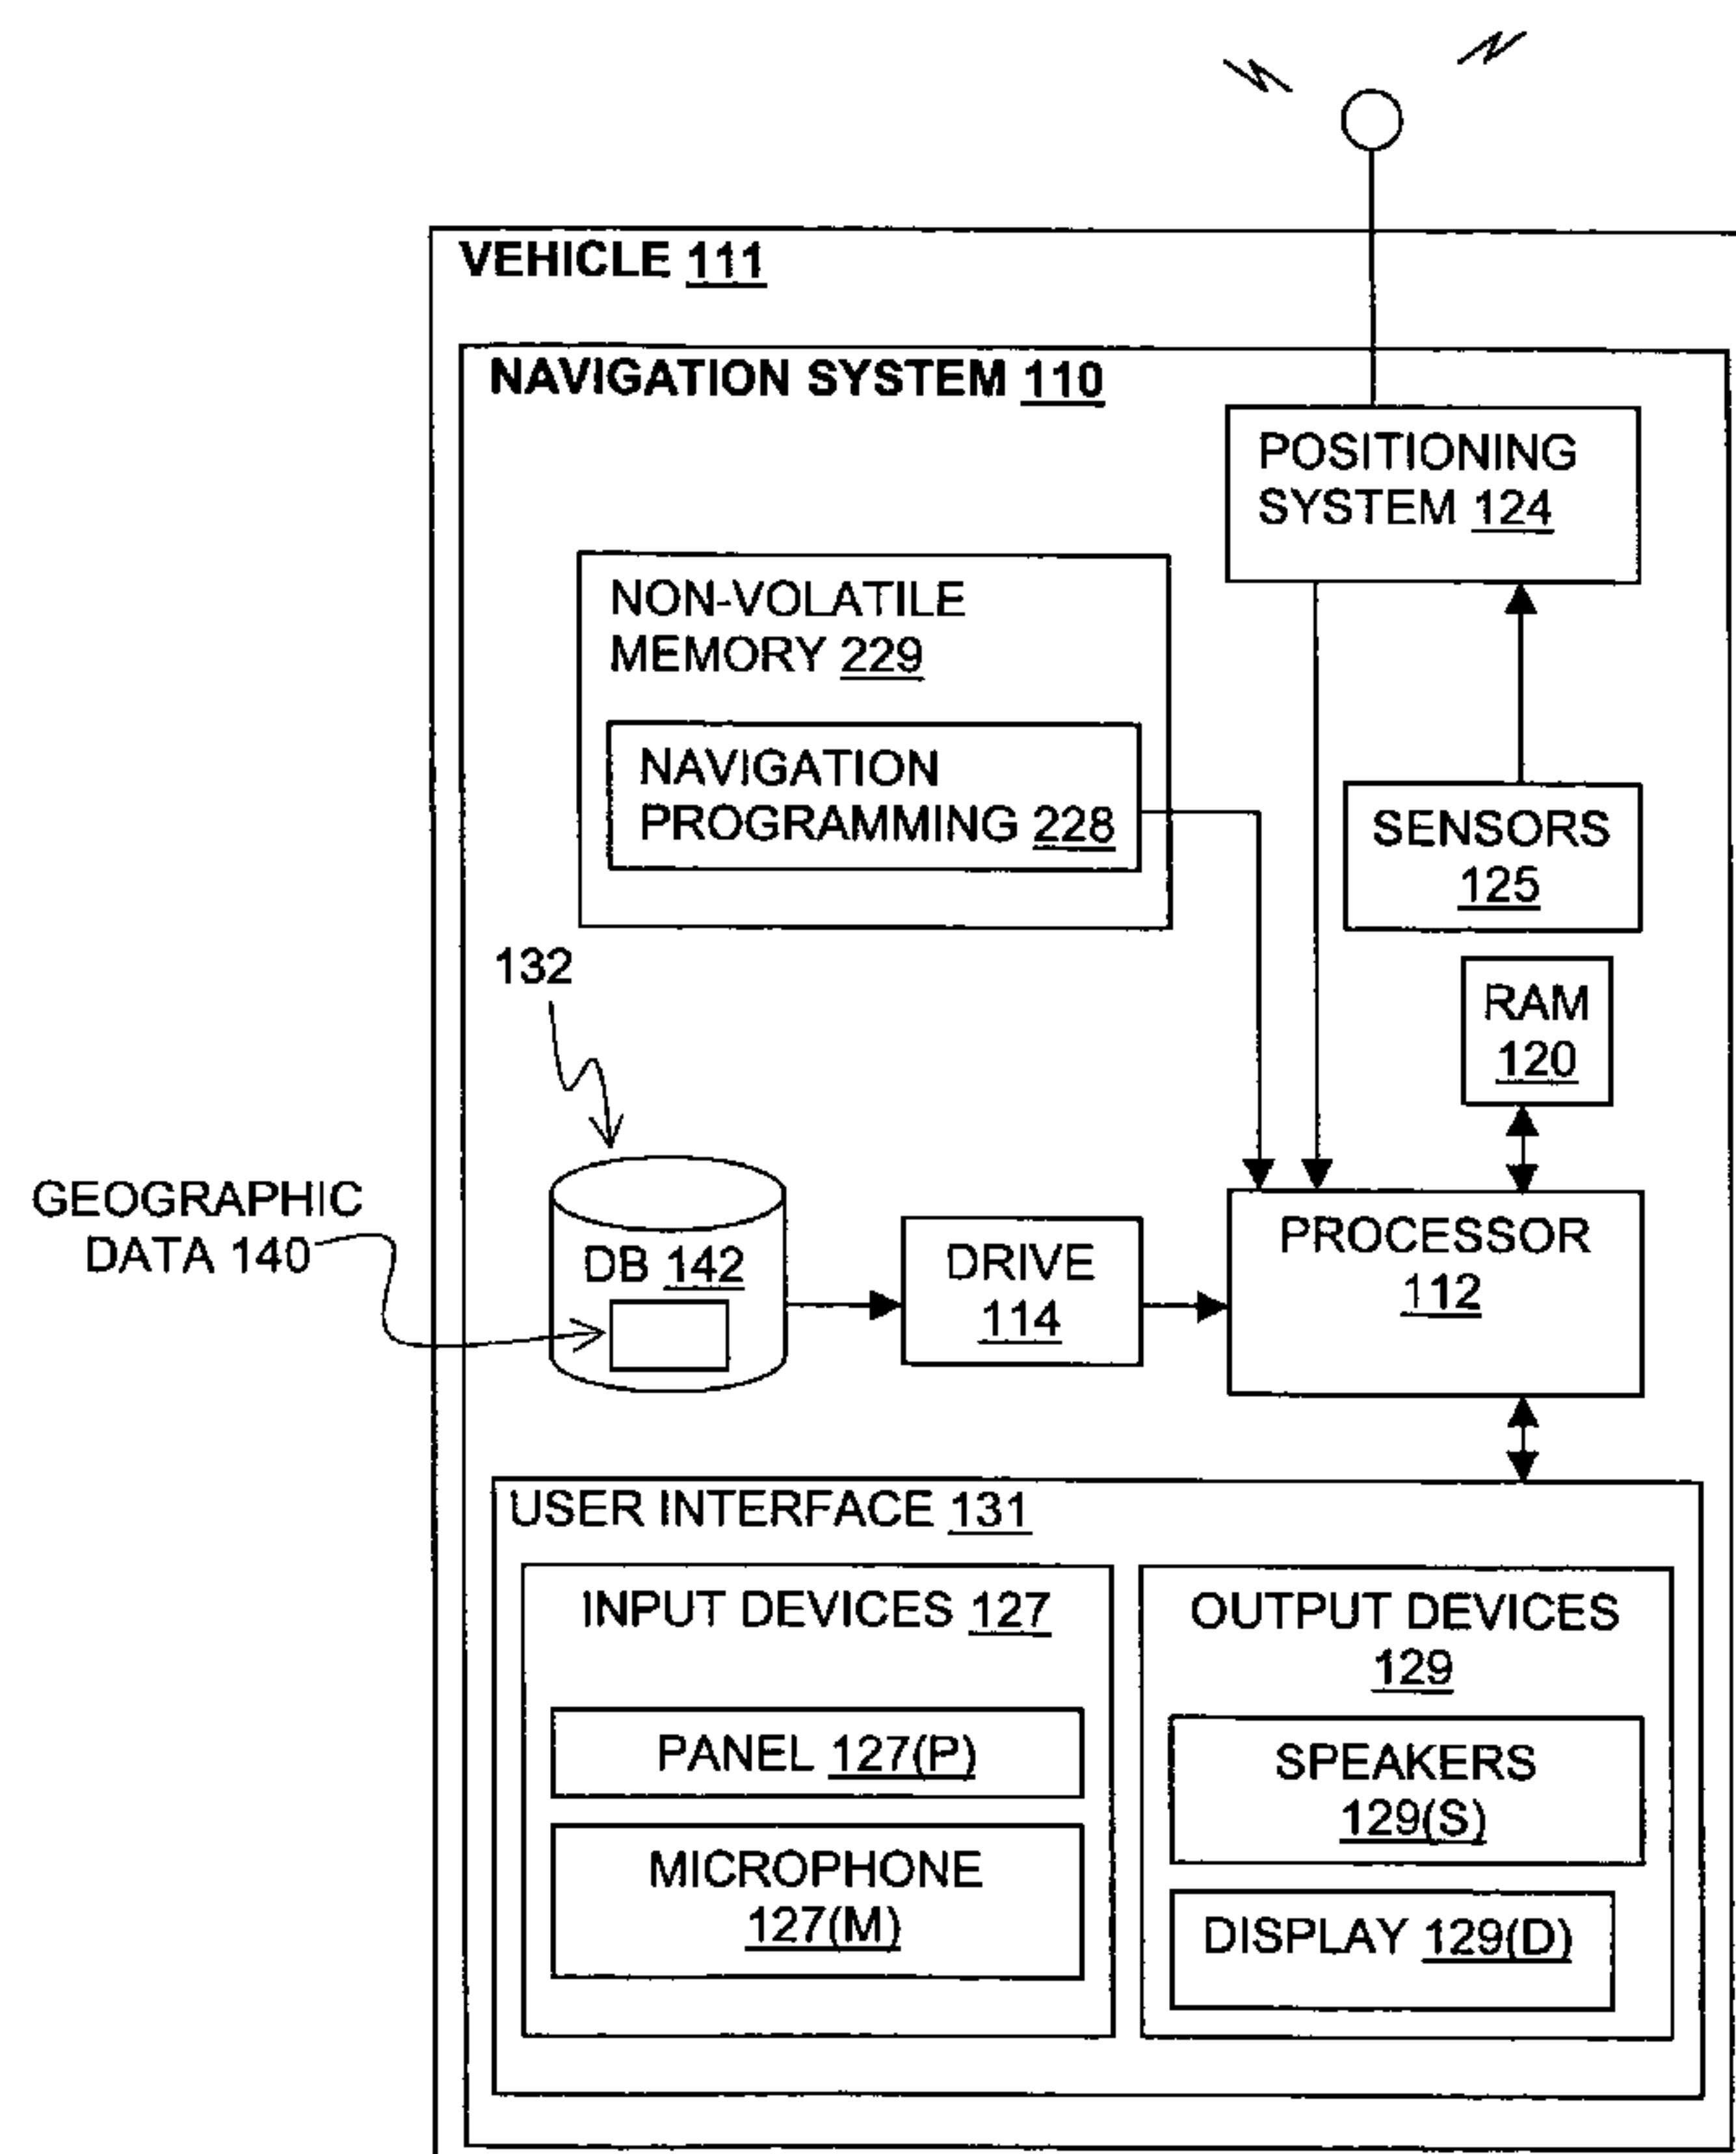 VEHICLE 111
NAVIGATION SYSTEM 110
POSITIONING
SYSTEM 124
NON-VOLATILE
MEMORY 229
NAVIGATION
PROGRAMMING 228
SENSORS
125
132
RAM
120
GEOGRAPHIC
DATA 140
DB 142
DRIVE
114
PROCESSOR
112
USER INTERFACE 131
INPUT DEVICES 127
PANEL 127(P)
MICROPHONE
127(M)
OUTPUT DEVICES
129
SPEAKERS
129(S)
DISPLAY 129(D)